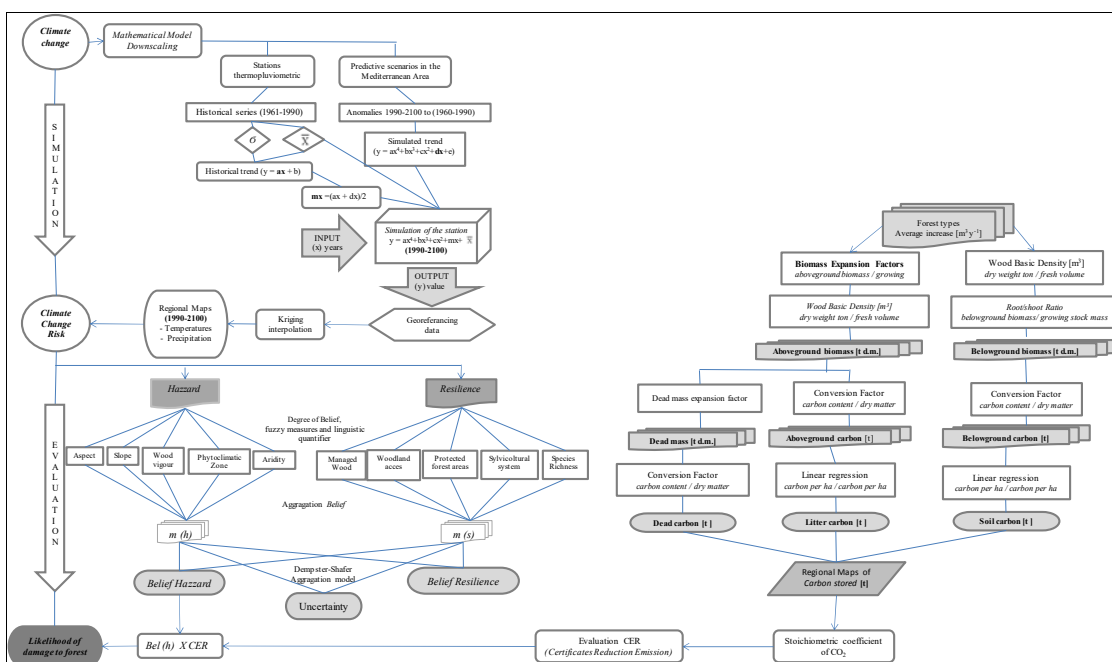 Climate
change
Mathematical Model
Downscaling
Stations
thermopluviometric
Predictive scenarios in the
Mediterranean Area
Historical series (1961-1990)
Anomalies 1990-2100 to (1960-1990)
σ
x̄
Simulated trend
(y = ax⁴+bx³+cx²+dx+e)
Historical trend (y = ax + b)
mx =(ax + dx)/2
SIMULATION
INPUT
(x) years
Simulation of the station
y = ax⁴+bx³+cx²+mx+ x̄
(1990-2100)
OUTPUT
(y) value
Climate
Change
Risk
Regional Maps
(1990-2100)
- Temperatures
- Precipitation
Kriging
interpolation
Georeferancing
data
Hazzard
Resilience
Degree of Belief,
fuzzy measures and linguistic
quantifier
EVALUATION
Aspect
Slope
Wood
vigour
Phytoclimatic
Zone
Aridity
Managed
Wood
Woodland
acces
Protected
forest areas
Sylvicoltural
system
Species
Richness
Aggregation Belief
m (h)
m (s)
Dempster-Shafer
Aggregation model
Belief Hazzard
Uncertainty
Belief Resilience
Likelihood of
damage to forest
Bel (h) X CER
Evaluation CER
(Certificates Reduction Emission)
Stoichiometric coefficient
of CO₂
Forest types
Average increase [m³ y⁻¹]
Biomass Expansion Factors
aboveground biomass / growing
Wood Basic Density [m³]
dry weight ton / fresh volume
Wood Basic Density [m³]
dry weight ton / fresh volume
Root/shoot Ratio
belowground biomass/ growing stock mass
Aboveground biomass [t d.m.]
Belowground biomass [t d.m.]
Dead mass expansion factor
Conversion Factor
carbon content / dry matter
Conversion Factor
carbon content / dry matter
Dead mass [t d.m.]
Aboveground carbon [t]
Belowground carbon [t]
Conversion Factor
carbon content / dry matter
Linear regression
carbon per ha / carbon per ha
Linear regression
carbon per ha / carbon per ha
Dead carbon [t ]
Litter carbon [t ]
Soil carbon [t ]
Regional Maps of
Carbon stored [t]